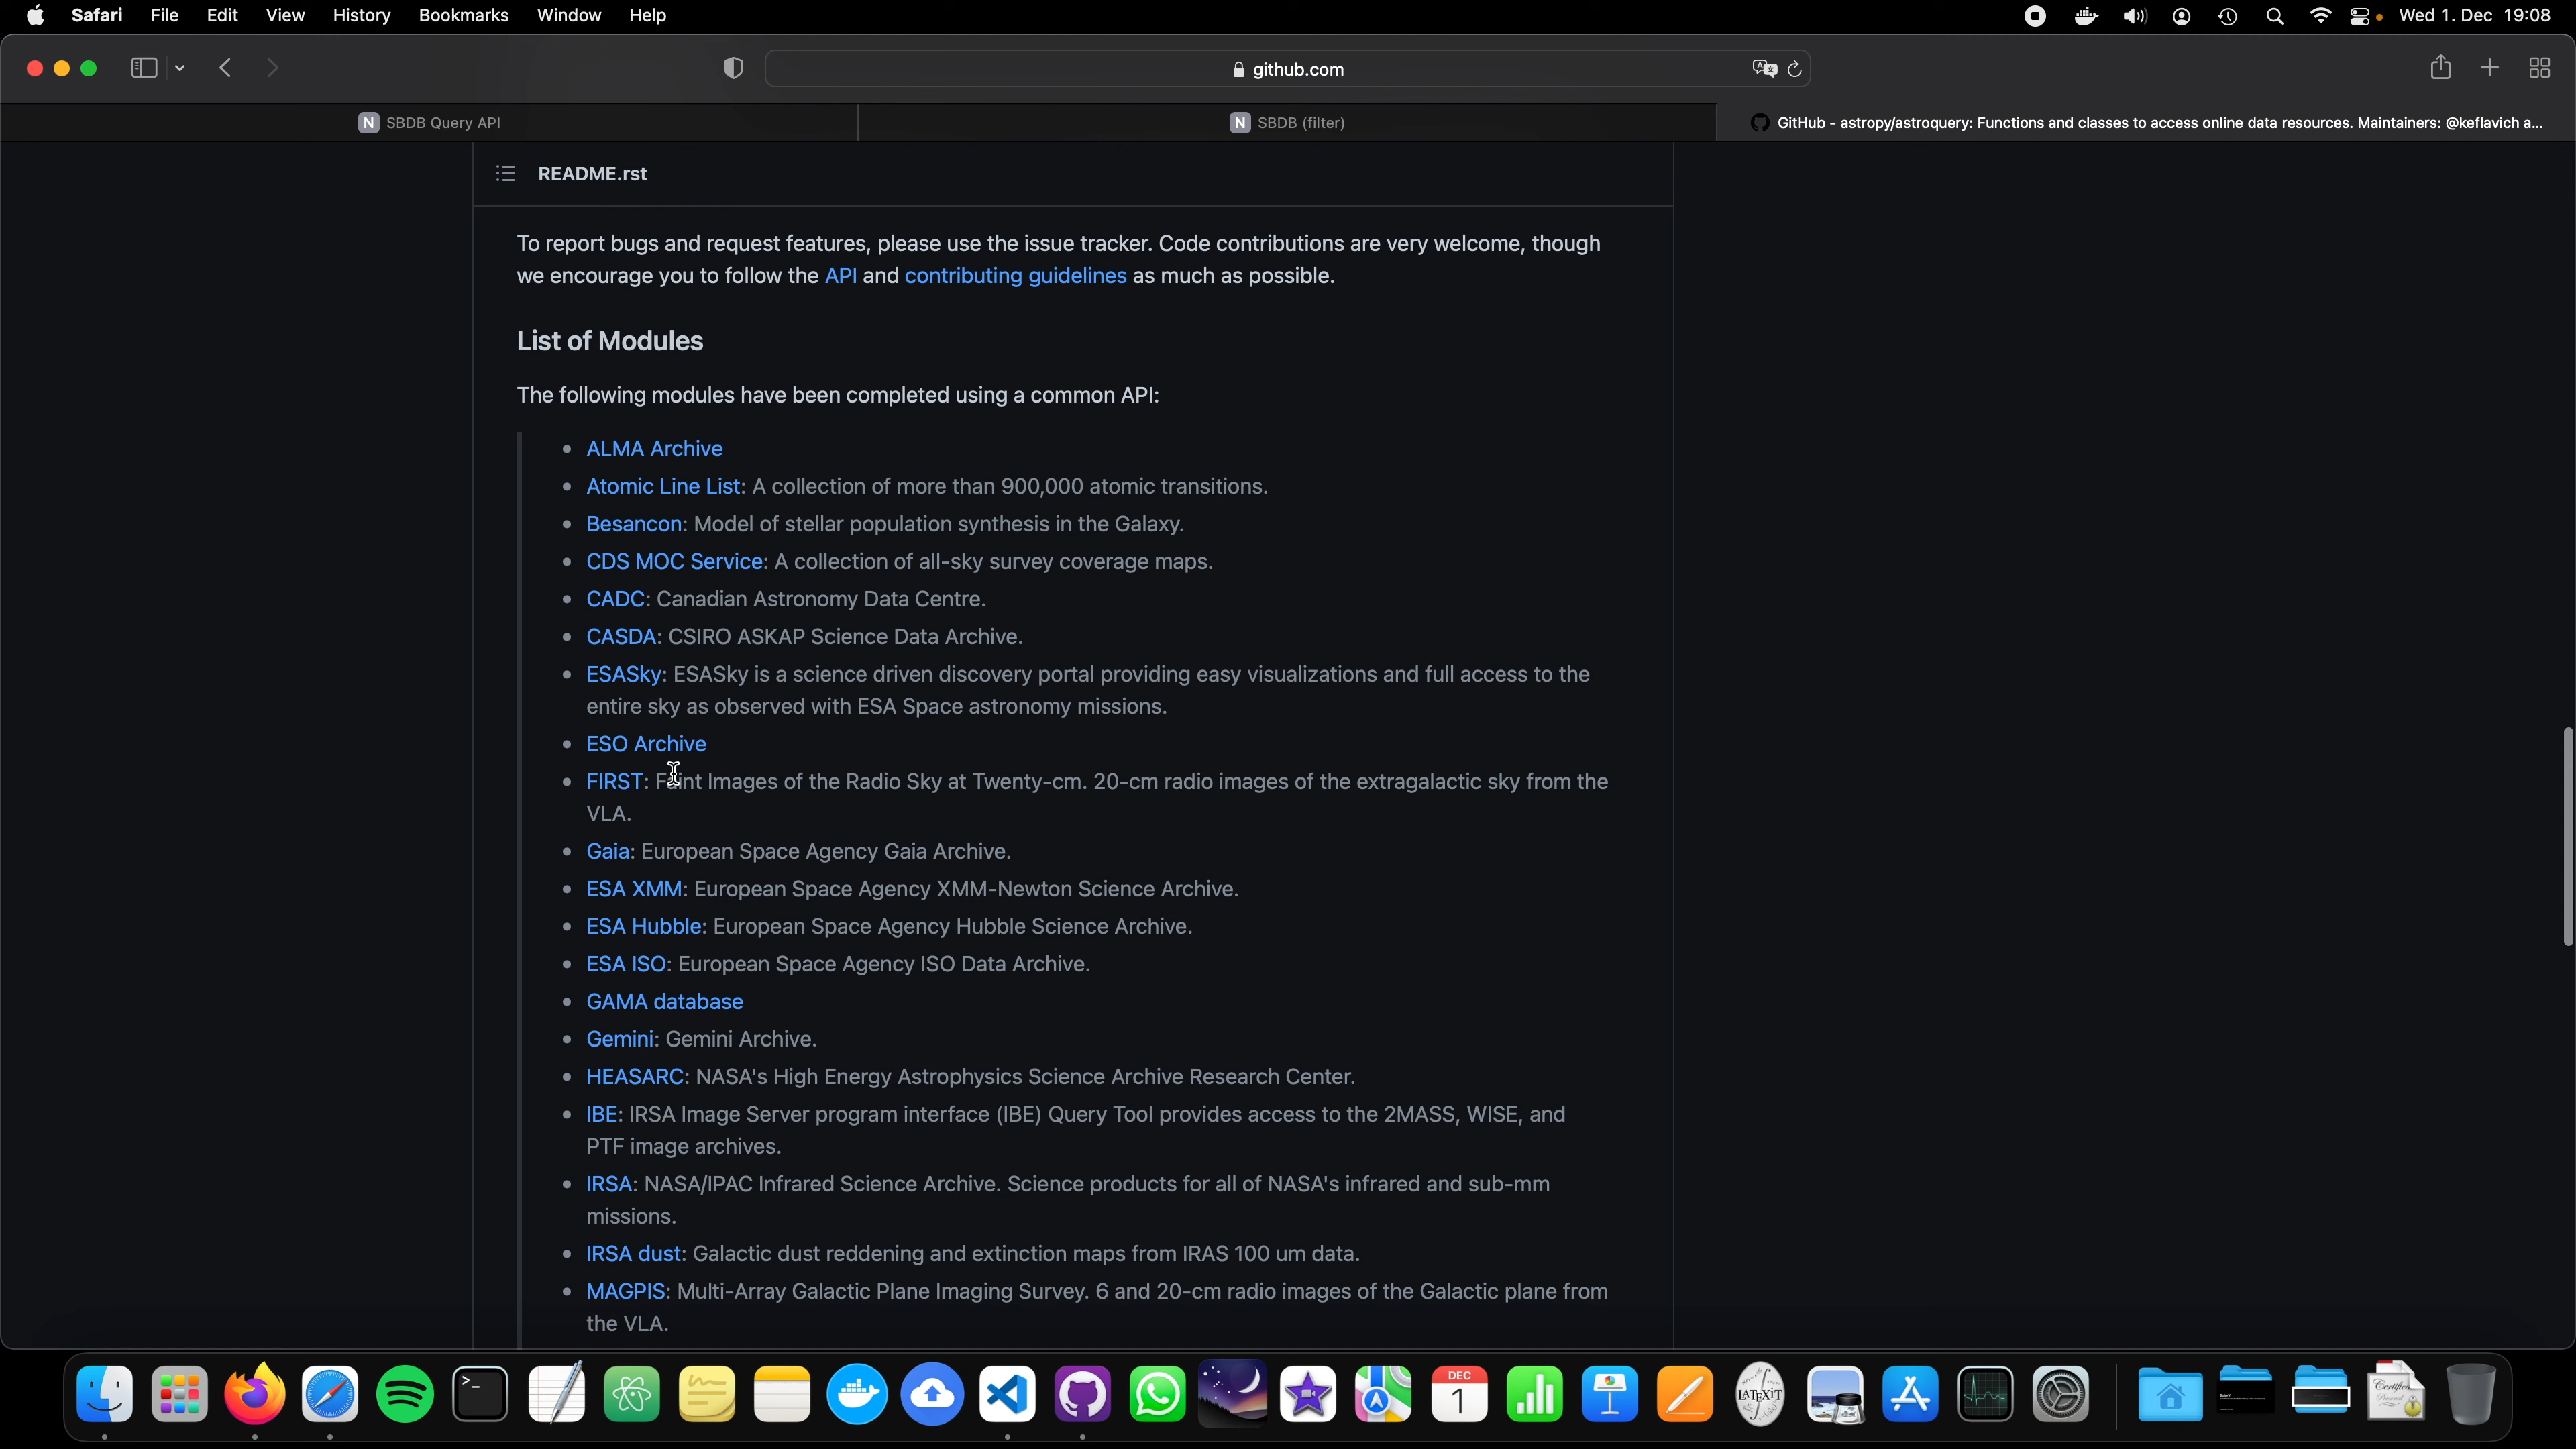 Safari File Edit View History Bookmarks Window Help Wed 1. Dec 19:08
github.com
N SBDB Query API N SBDB (filter) GitHub - astropy/astroquery: Functions and classes to access online data resources. Maintainers: @keflavich a...
README.rst
To report bugs and request features, please use the issue tracker. Code contributions are very welcome, though
we encourage you to follow the API and contributing guidelines as much as possible.
List of Modules
The following modules have been completed using a common API:
• ALMA Archive
• Atomic Line List: A collection of more than 900,000 atomic transitions.
• Besancon: Model of stellar population synthesis in the Galaxy.
• CDS MOC Service: A collection of all-sky survey coverage maps.
• CADC: Canadian Astronomy Data Centre.
• CASDA: CSIRO ASKAP Science Data Archive.
• ESASky: ESASky is a science driven discovery portal providing easy visualizations and full access to the
entire sky as observed with ESA Space astronomy missions.
• ESO Archive
• FIRST: Faint Images of the Radio Sky at Twenty-cm. 20-cm radio images of the extragalactic sky from the
VLA.
• Gaia: European Space Agency Gaia Archive.
• ESA XMM: European Space Agency XMM-Newton Science Archive.
• ESA Hubble: European Space Agency Hubble Science Archive.
• ESA ISO: European Space Agency ISO Data Archive.
• GAMA database
• Gemini: Gemini Archive.
• HEASARC: NASA's High Energy Astrophysics Science Archive Research Center.
• IBE: IRSA Image Server program interface (IBE) Query Tool provides access to the 2MASS, WISE, and
PTF image archives.
• IRSA: NASA/IPAC Infrared Science Archive. Science products for all of NASA's infrared and sub-mm
missions.
• IRSA dust: Galactic dust reddening and extinction maps from IRAS 100 um data.
• MAGPIS: Multi-Array Galactic Plane Imaging Survey. 6 and 20-cm radio images of the Galactic plane from
the VLA.
DEC
1
LATEXiT